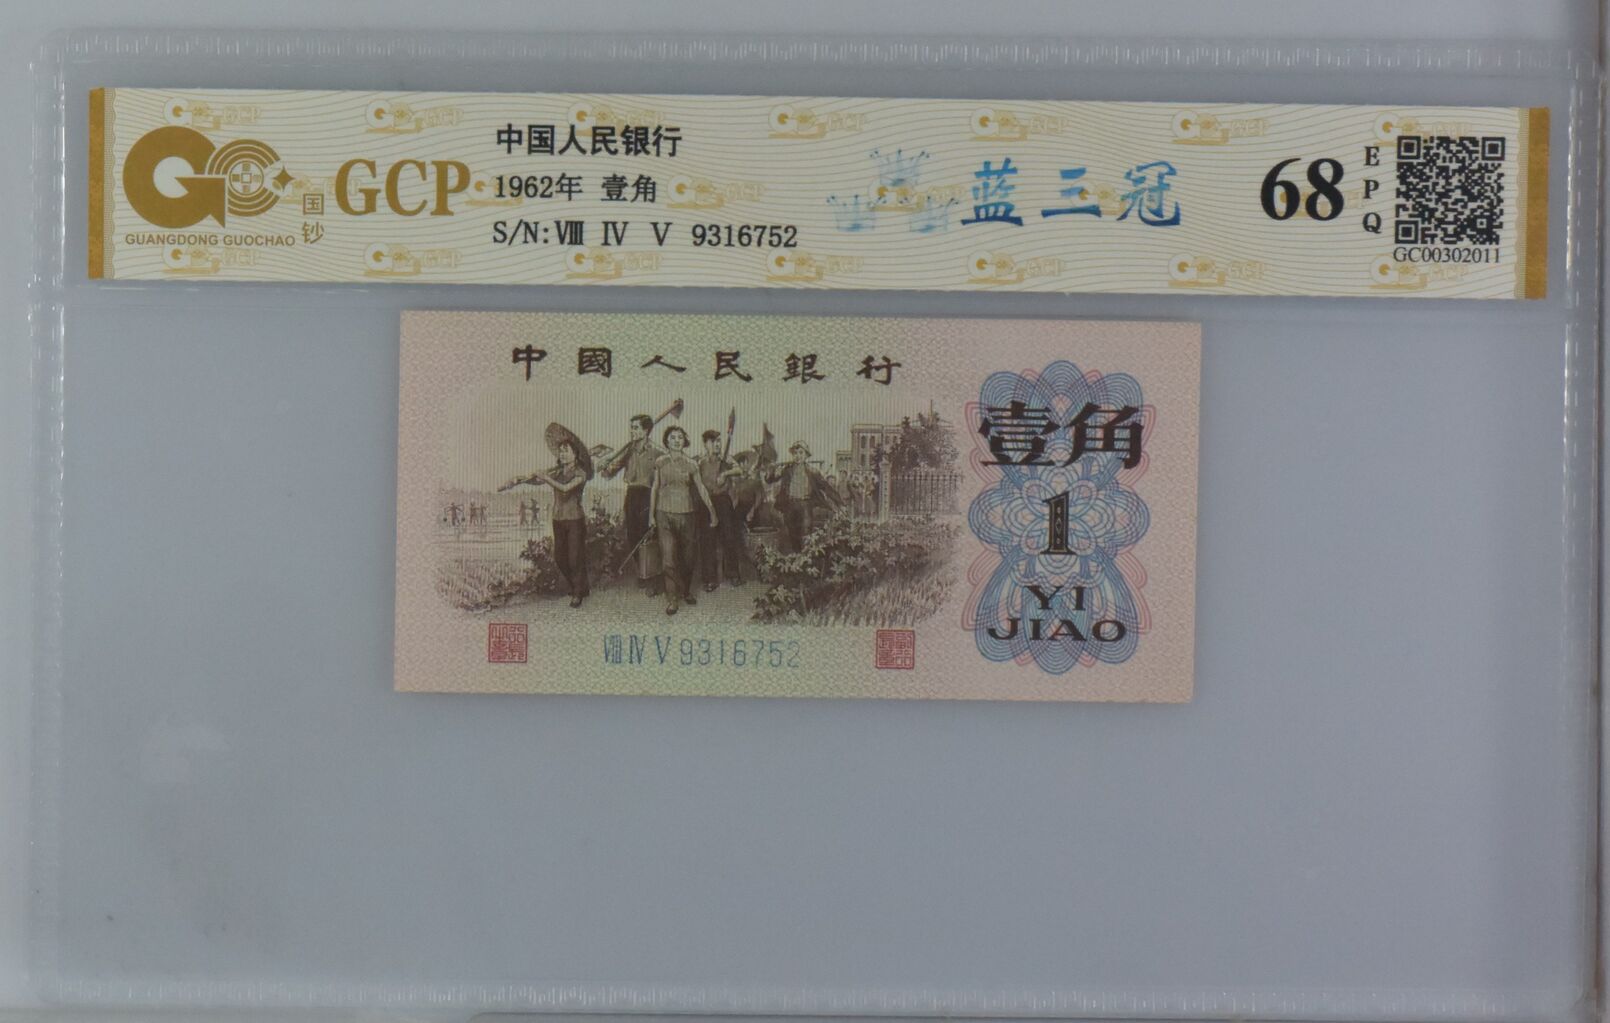 GCP
国钞
GUANGDONG GUOCHAO
中国人民银行
1962年 壹角
S/N:Ⅷ Ⅳ Ⅴ 9316752
蓝三冠
68
EPQ
GC00302011
中國人民銀行
壹角
1
YI
JIAO
Ⅷ Ⅳ Ⅴ 9316752